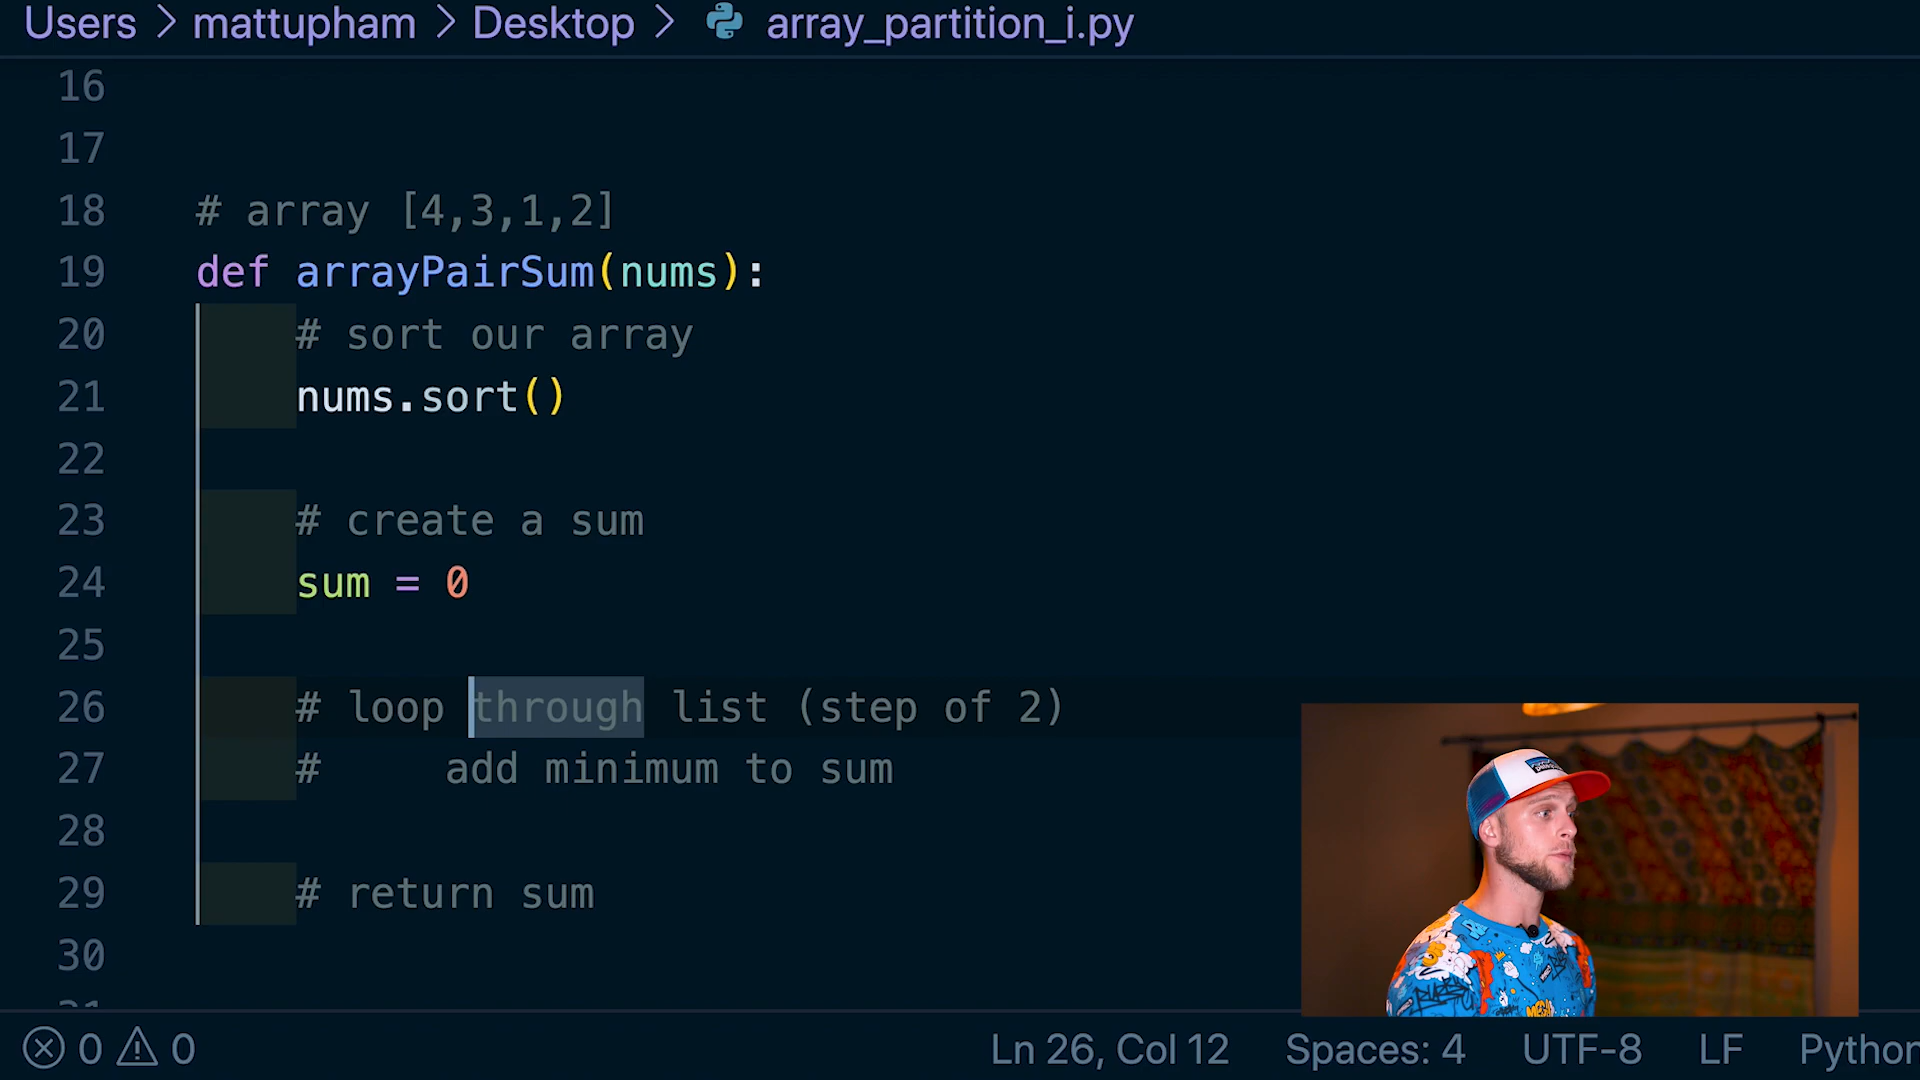 Users > mattupham > Desktop > array_partition_i.py
16
17
18 # array [4,3,1,2]
19 def arrayPairSum(nums):
20 # sort our array
21 nums.sort()
22
23 # create a sum
24 sum = 0
25
26 # loop through list (step of 2)
27 #     add minimum to sum
28
29 # return sum
30
31
0 0 Ln 26, Col 12 Spaces: 4 UTF-8 LF Python